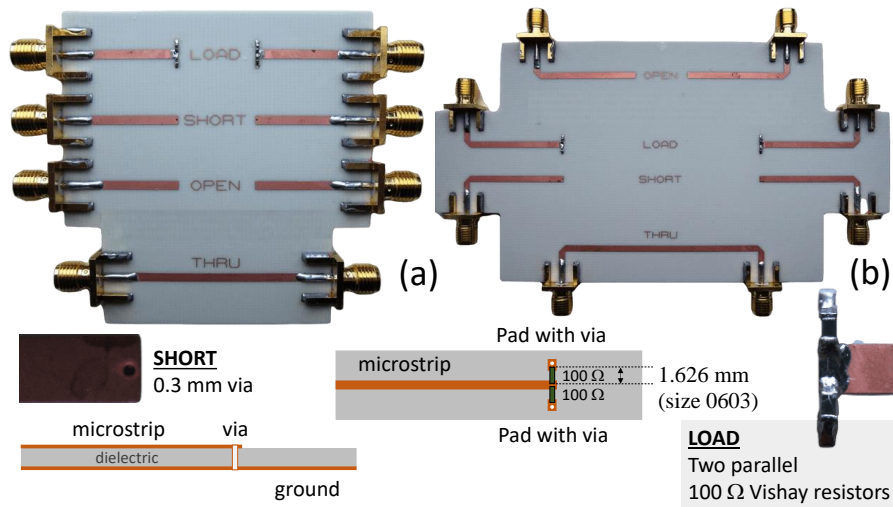 LOAD
SHORT
OPEN
THRU
(a)
OPEN
LOAD
SHORT
THRU
(b)
SHORT
0.3 mm via
microstrip
via
dielectric
ground
Pad with via
microstrip
100 Ω
100 Ω
1.626 mm
(size 0603)
Pad with via
LOAD
Two parallel
100 Ω Vishay resistors